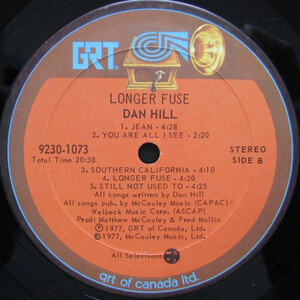 GRT.
LONGER FUSE
DAN HILL
1. JEAN - 4:28
2. YOU ARE ALL I SEE - 2:20
9230-1073
Total Time 20:38
STEREO
SIDE B
3. SOUTHERN CALIFORNIA - 4:10
4. LONGER FUSE - 4:20
5. STILL NOT USED TO - 4:25
All songs written by Dan Hill
All songs pub. by McCauley Music (CAPAC)/
Welbeck Music Corp. (ASCAP)
Prod: Matthew McCauley & Fred Mollin
℗1977, GRT of Canada, Ltd.
©1977, McCauley Music Ltd.
All Selections
grt of canada ltd.